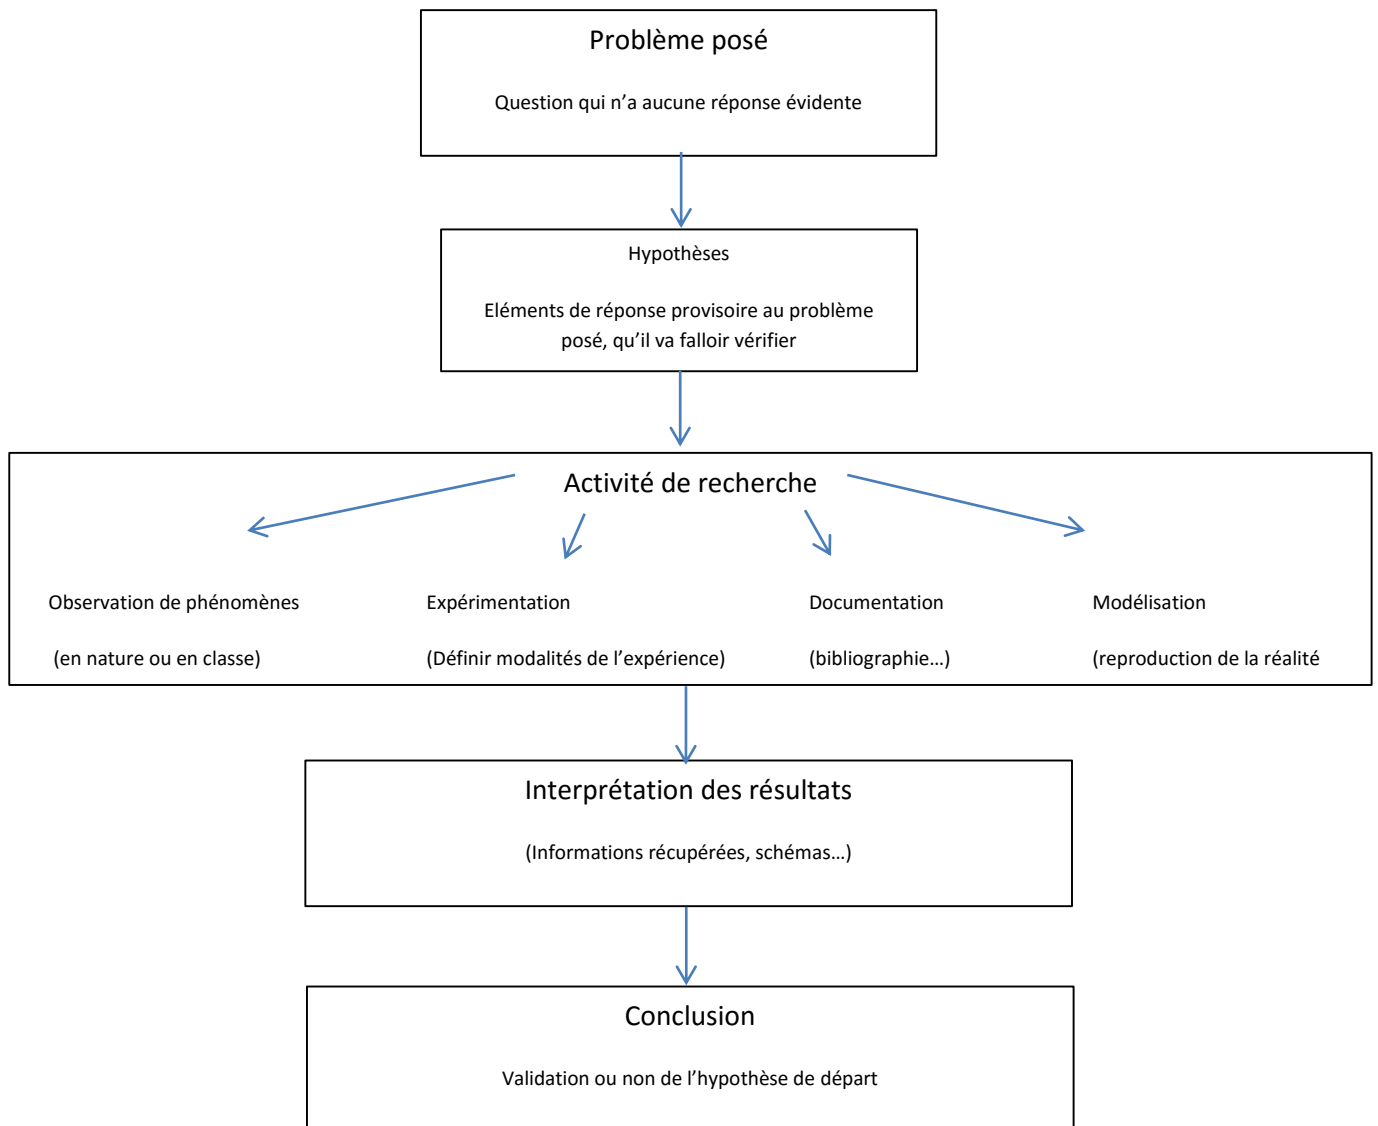 Problème posé
Question qui n’a aucune réponse évidente
Hypothèses
Eléments de réponse provisoire au problème
posé, qu’il va falloir vérifier
Activité de recherche
Observation de phénomènes
(en nature ou en classe)
Expérimentation
(Définir modalités de l’expérience)
Documentation
(bibliographie…)
Modélisation
(reproduction de la réalité
Interprétation des résultats
(Informations récupérées, schémas…)
Conclusion
Validation ou non de l’hypothèse de départ